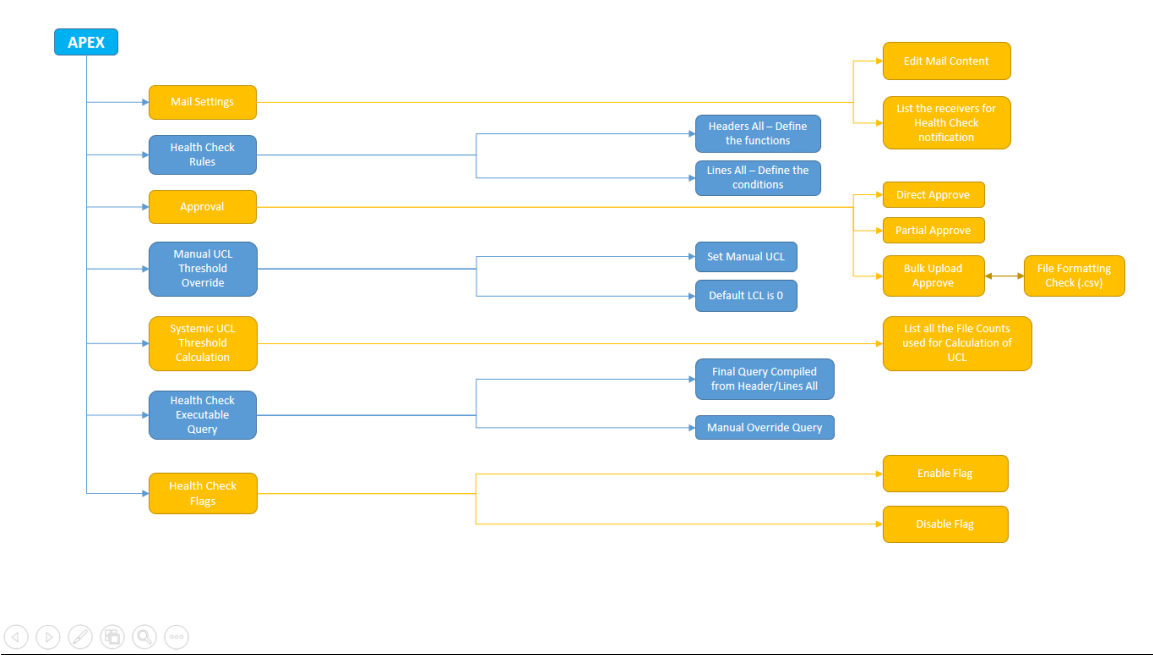 APEX
Mail Settings
Edit Mail Content
List the receivers for
Health Check
notification
Health Check
Rules
Headers All – Define
the functions
Lines All – Define the
conditions
Approval
Direct Approve
Partial Approve
Bulk Upload
Approve
File Formatting
Check (.csv)
Manual UCL
Threshold
Override
Set Manual UCL
Default LCL is 0
Systemic UCL
Threshold
Calculation
List all the File Counts
used for Calculation of
UCL
Health Check
Executable
Query
Final Query Compiled
from Header/Lines All
Manual Override Query
Health Check
Flags
Enable Flag
Disable Flag